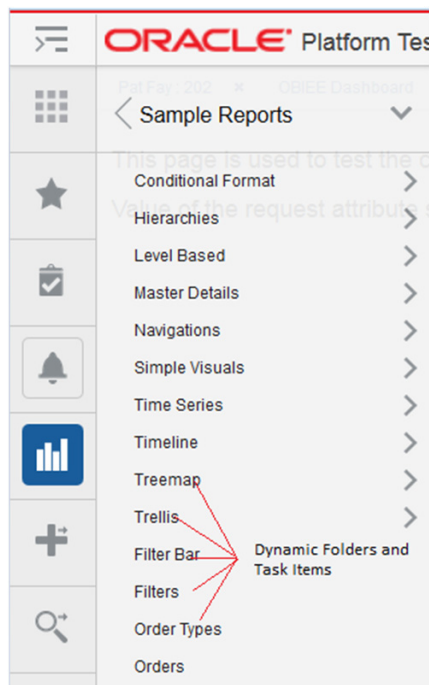 ORACLE Platform Tes
Pat Fay : 202 × OBIEE Dashboard
Sample Reports
This page is used to test the o
Conditional Format
Value of the request attribute s
Hierarchies
Level Based
Master Details
Navigations
Simple Visuals
Time Series
Timeline
Treemap
Trellis
Filter Bar
Dynamic Folders and
Task Items
Filters
Order Types
Orders